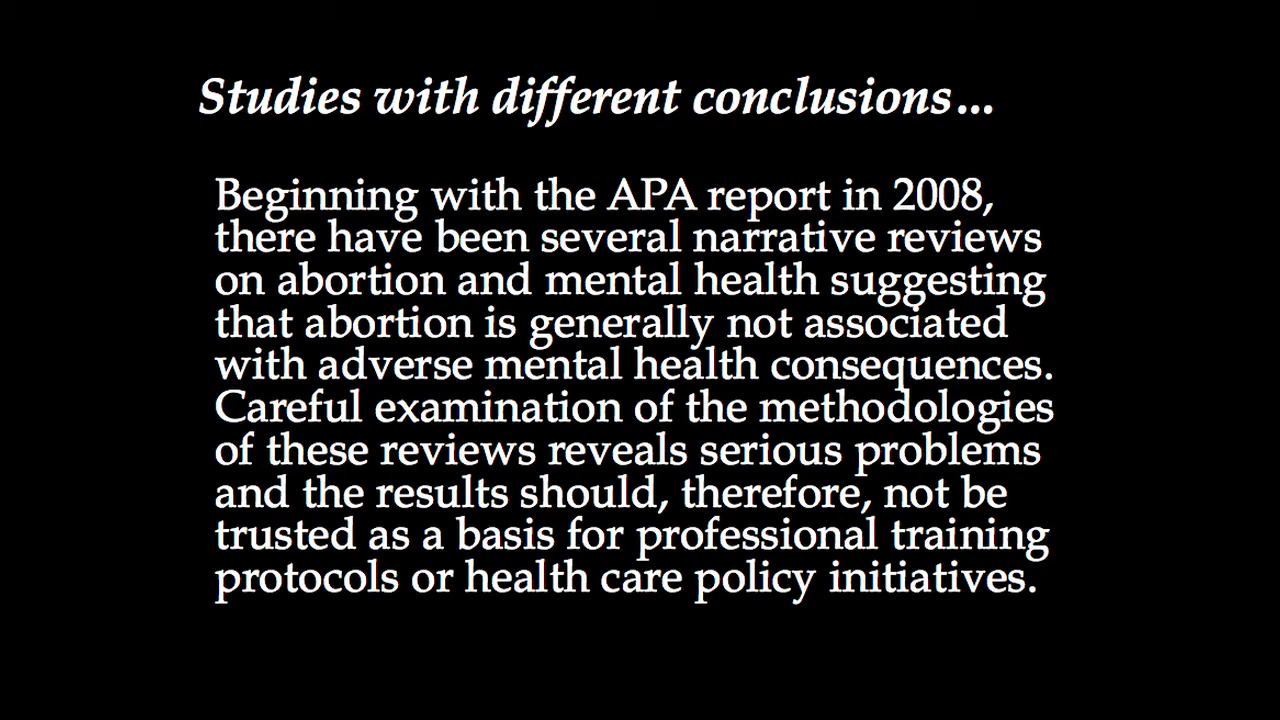 Studies with different conclusions…
Beginning with the APA report in 2008,
there have been several narrative reviews
on abortion and mental health suggesting
that abortion is generally not associated
with adverse mental health consequences.
Careful examination of the methodologies
of these reviews reveals serious problems
and the results should, therefore, not be
trusted as a basis for professional training
protocols or health care policy initiatives.